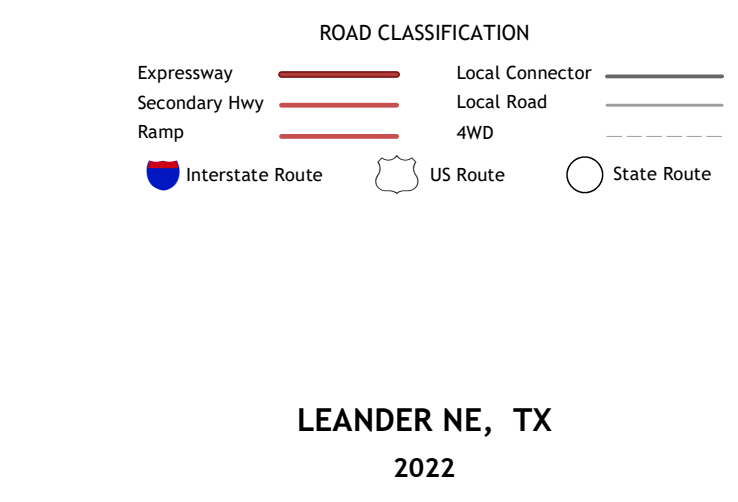 ROAD CLASSIFICATION
Expressway Local Connector
Secondary Hwy Local Road
Ramp 4WD
Interstate Route US Route State Route
LEANDER NE, TX
2022